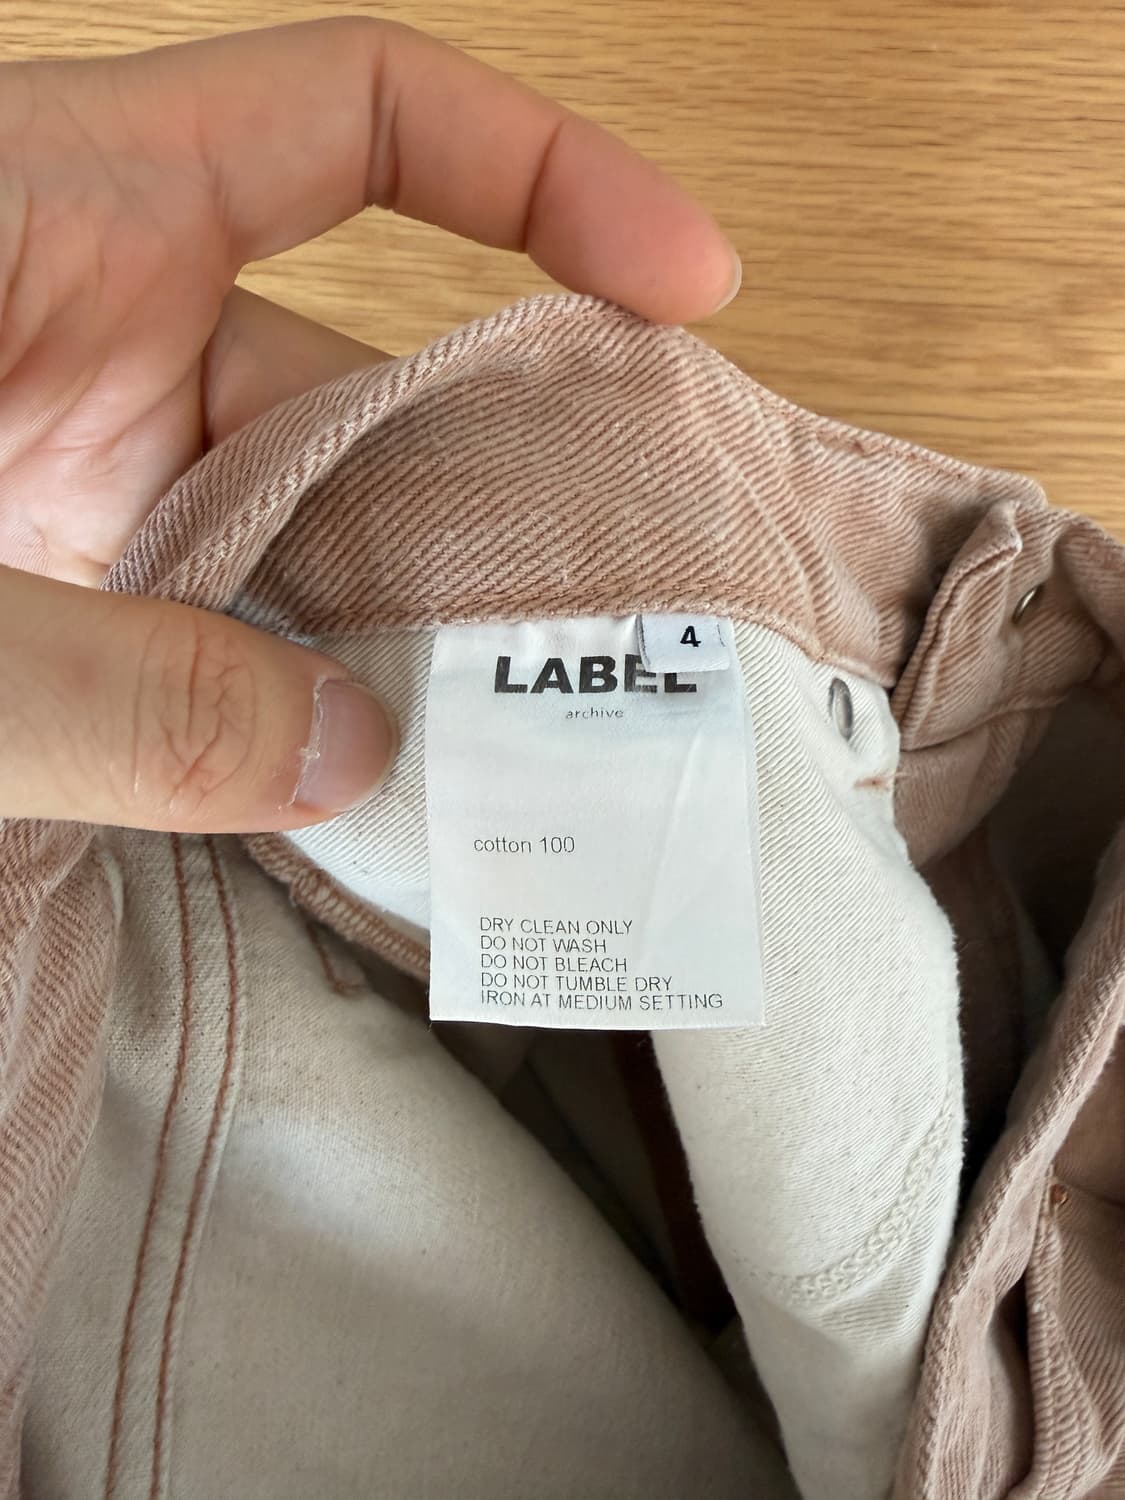 4
LABEL
archive
cotton 100
DRY CLEAN ONLY
DO NOT WASH
DO NOT BLEACH
DO NOT TUMBLE DRY
IRON AT MEDIUM SETTING